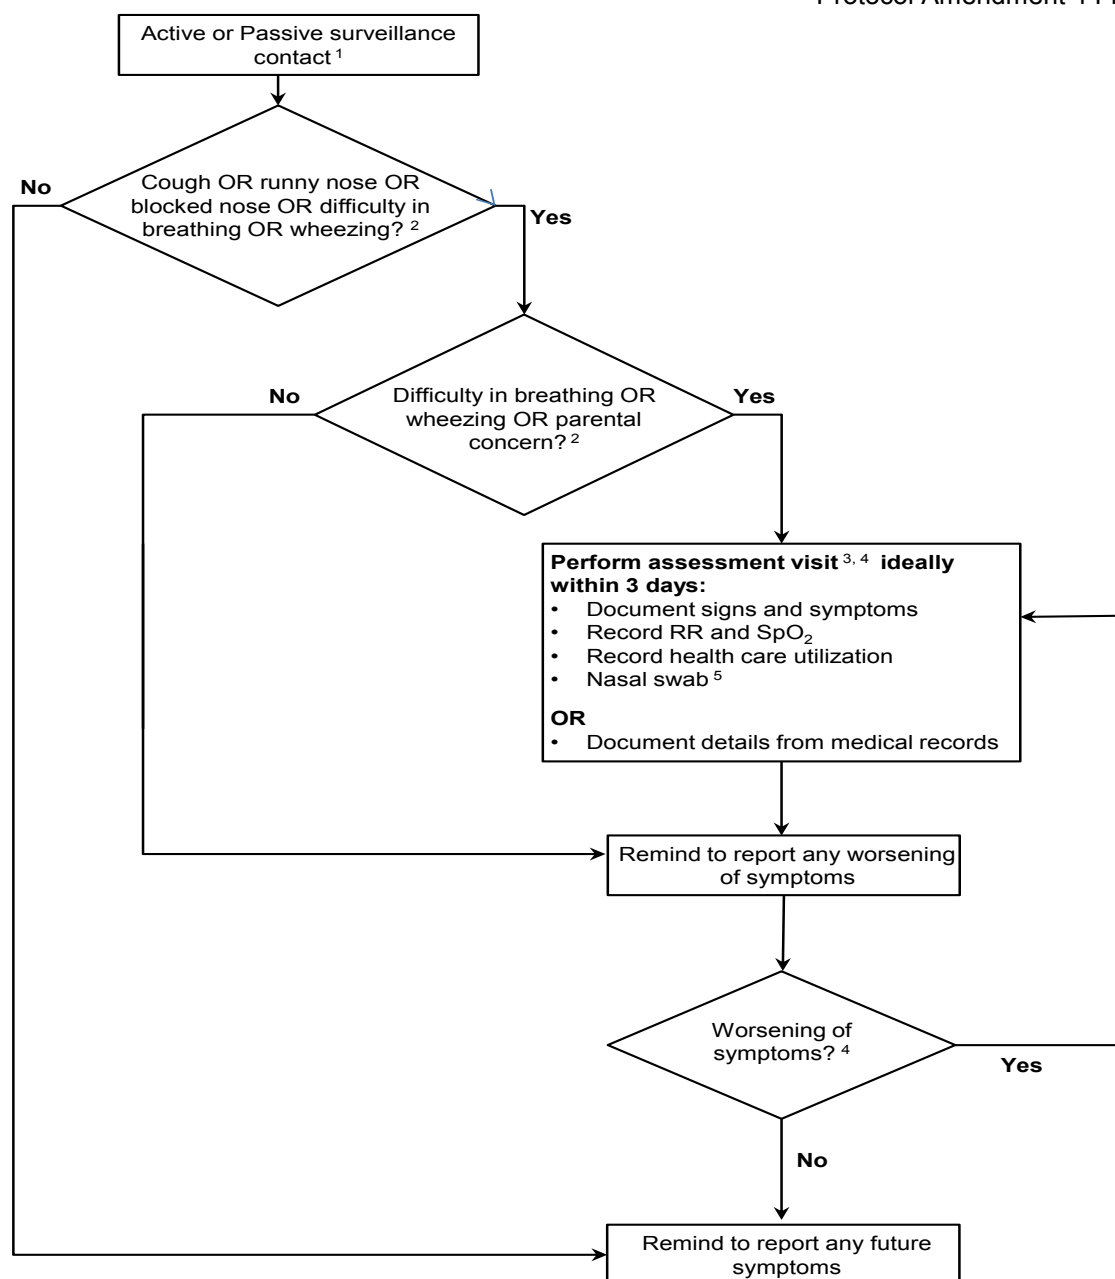 Protocol Amendment 4
Active or Passive surveillance
contact 1
No
Cough OR runny nose OR
blocked nose OR difficulty in
breathing OR wheezing? 2
Yes
No
Difficulty in breathing OR
wheezing OR parental
concern? 2
Yes
Perform assessment visit 3, 4 ideally
within 3 days:
• Document signs and symptoms
• Record RR and SpO2
• Record health care utilization
• Nasal swab 5
OR
• Document details from medical records
Remind to report any worsening
of symptoms
Worsening of
symptoms? 4
Yes
No
Remind to report any future
symptoms